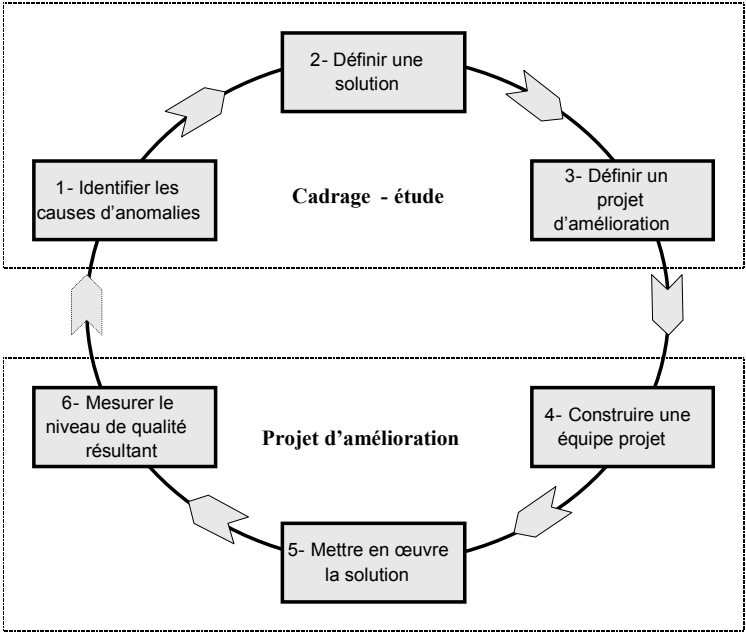 2- Définir une
solution
1- Identifier les
causes d’anomalies
Cadrage - étude
3- Définir un
projet
d’amélioration
6- Mesurer le
niveau de qualité
résultant
Projet d’amélioration
4- Construire une
équipe projet
5- Mettre en œuvre
la solution